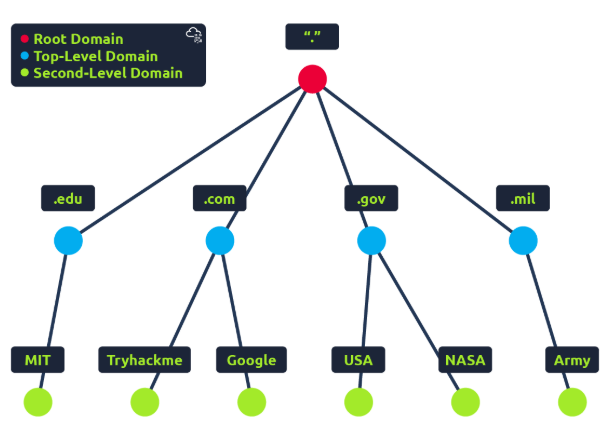 Root Domain
Top-Level Domain
Second-Level Domain
“.”
.edu
.com
.gov
.mil
MIT
Tryhackme
Google
USA
NASA
Army